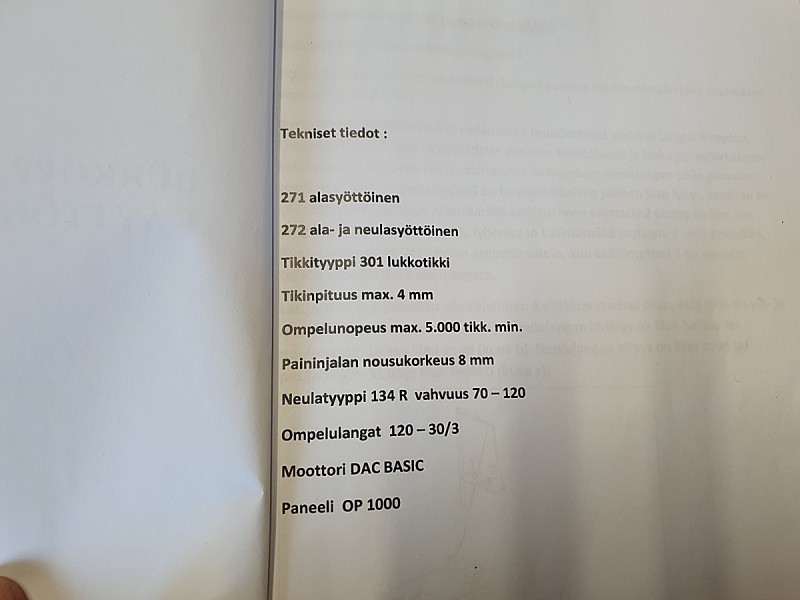 Tekniset tiedot :
271 alasyöttöinen
272 ala- ja neulasyöttöinen
Tikkityyppi 301 lukkotikki
Tikinpituus max. 4 mm
Ompelunopeus max. 5.000 tikk. min.
Paininjalan nousukorkeus 8 mm
Neulatyyppi 134 R vahvuus 70 – 120
Ompelulangat 120 – 30/3
Moottori DAC BASIC
Paneeli OP 1000